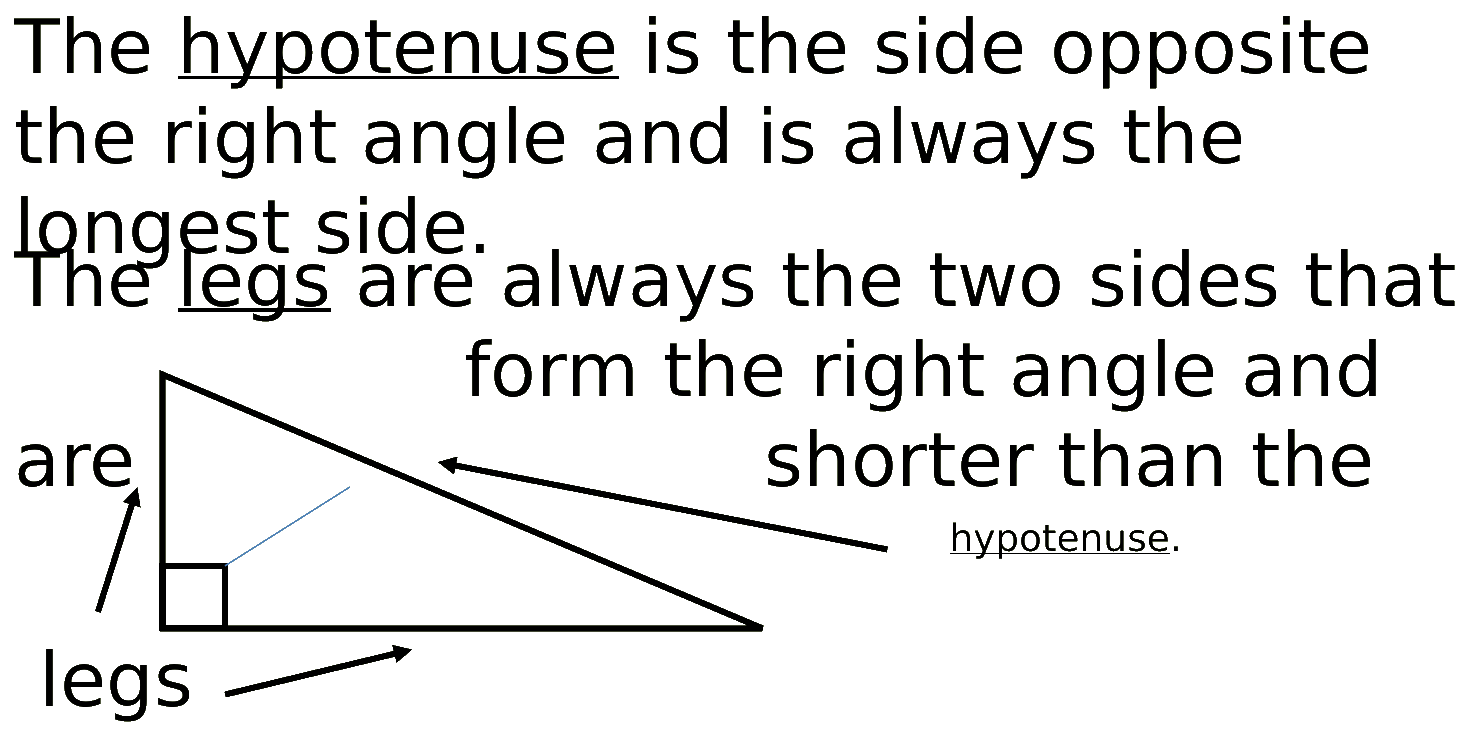 The hypotenuse is the side opposite
the right angle and is always the
longest side.
The legs are always the two sides that
form the right angle and
are shorter than the
hypotenuse.
legs